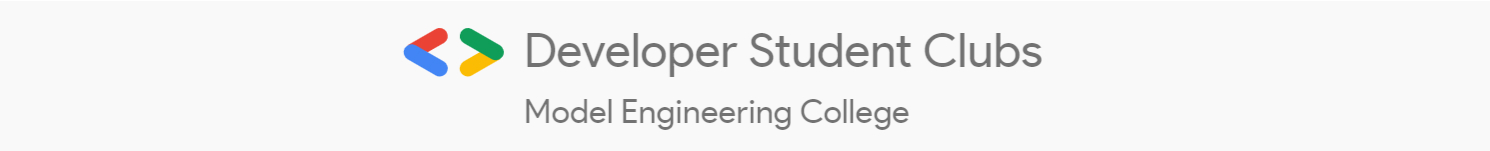 Developer Student Clubs
Model Engineering College